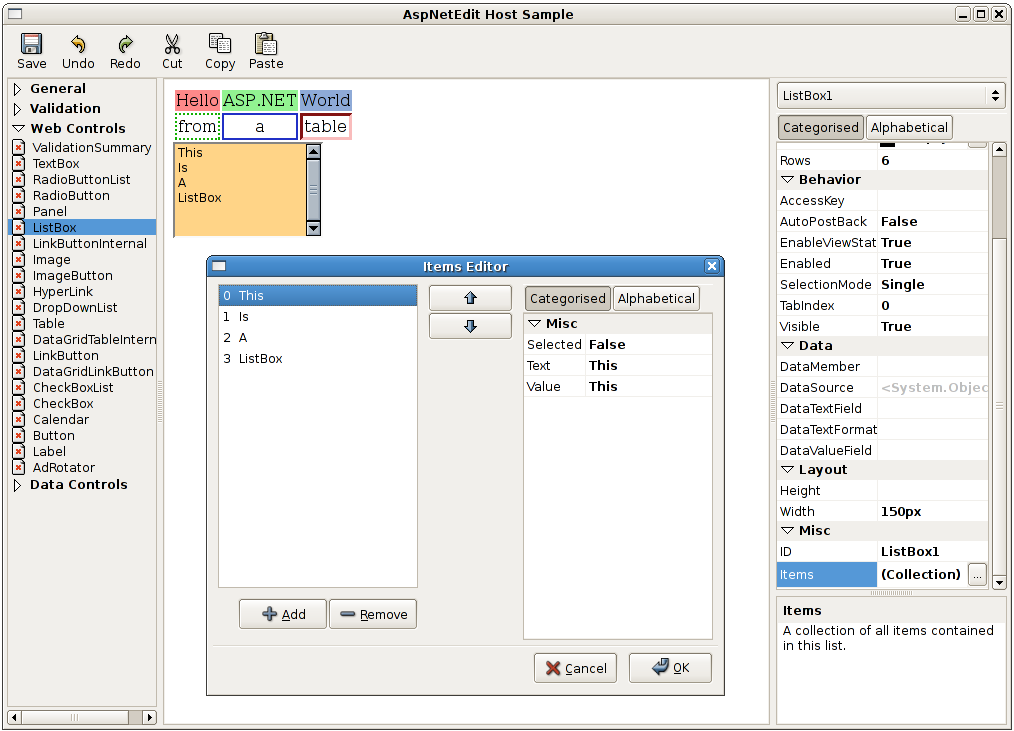 AspNetEdit Host Sample
Save Undo Redo Cut Copy Paste
General
Validation
Web Controls
ValidationSummary
TextBox
RadioButtonList
RadioButton
Panel
ListBox
LinkButtonInternal
Image
ImageButton
HyperLink
DropDownList
Table
DataGridTableIntern
LinkButton
DataGridLinkButton
CheckBoxList
CheckBox
Calendar
Button
Label
AdRotator
Data Controls
Hello ASP.NET World
from a table
This
Is
A
ListBox
Items Editor
0 This
1 Is
2 A
3 ListBox
Add Remove
Categorised Alphabetical
Misc
Selected False
Text This
Value This
Cancel OK
ListBox1
Categorised Alphabetical
Rows 6
Behavior
AccessKey
AutoPostBack False
EnableViewStat True
Enabled True
SelectionMode Single
TabIndex 0
Visible True
Data
DataMember
DataSource <System.Objec
DataTextField
DataTextFormat
DataValueField
Layout
Height
Width 150px
Misc
ID ListBox1
Items (Collection) ...
Items
A collection of all items contained
in this list.